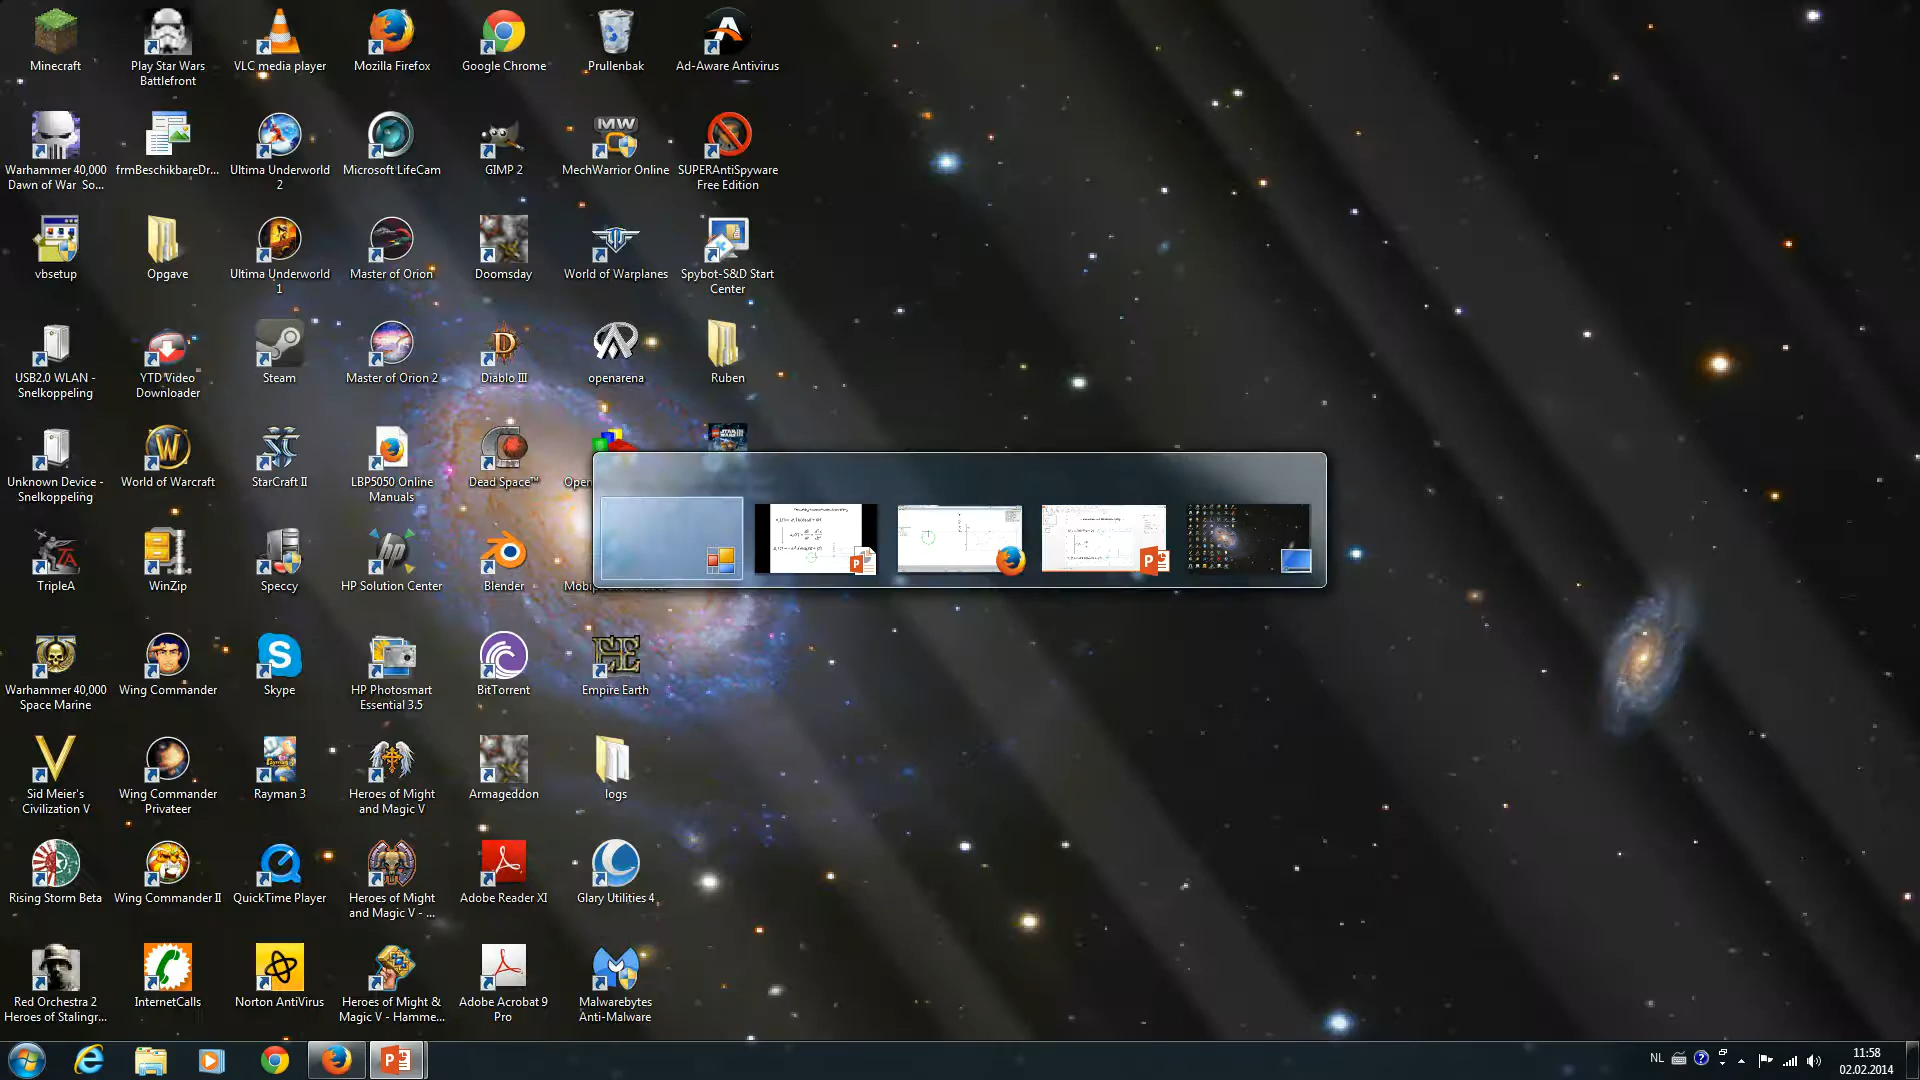 Minecraft
Play Star Wars
Battlefront
VLC media player
Mozilla Firefox
Google Chrome
Prullenbak
Ad-Aware Antivirus
Warhammer 40,000
Dawn of War So...
frmBeschikbareDr...
Ultima Underworld
2
Microsoft LifeCam
GIMP 2
MW
MechWarrior Online
SUPERAntiSpyware
Free Edition
vbsetup
Opgave
Ultima Underworld
1
Master of Orion
Doomsday
World of Warplanes
Spybot-S&D Start
Center
USB2.0 WLAN -
Snelkoppeling
YTD Video
Downloader
Steam
Master of Orion 2
Diablo III
openarena
Ruben
Unknown Device -
Snelkoppeling
World of Warcraft
StarCraft II
LBP5050 Online
Manuals
Dead Space™
TripleA
WinZip
Speccy
HP Solution Center
Blender
Warhammer 40,000
Space Marine
Wing Commander
Skype
HP Photosmart
Essential 3.5
BitTorrent
Empire Earth
Sid Meier's
Civilization V
Wing Commander
Privateer
Rayman 3
Heroes of Might
and Magic V
Armageddon
logs
Rising Storm Beta
Wing Commander II
QuickTime Player
Heroes of Might
and Magic V - ...
Adobe Reader XI
Glary Utilities 4
Red Orchestra 2
Heroes of Stalingr...
InternetCalls
Norton AntiVirus
Heroes of Might &
Magic V - Hamme...
Adobe Acrobat 9
Pro
Malwarebytes
Anti-Malware
NL
11:58
02.02.2014